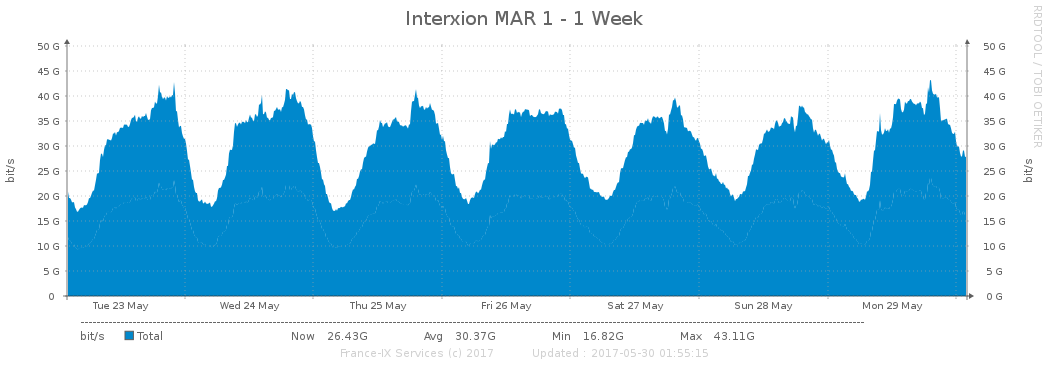 Interxion MAR 1 - 1 Week
RRDTOOL / TOBI OETIKER
bit/s
50 G 50 G
45 G 45 G
40 G 40 G
35 G 35 G
30 G 30 G
25 G 25 G
20 G 20 G
15 G 15 G
10 G 10 G
5 G 5 G
0 0 G
bit/s
Tue 23 May Wed 24 May Thu 25 May Fri 26 May Sat 27 May Sun 28 May Mon 29 May
bit/s Total Now 26.43G Avg 30.37G Min 16.82G Max 43.11G
France-IX Services (c) 2017 Updated : 2017-05-30 01:55:15